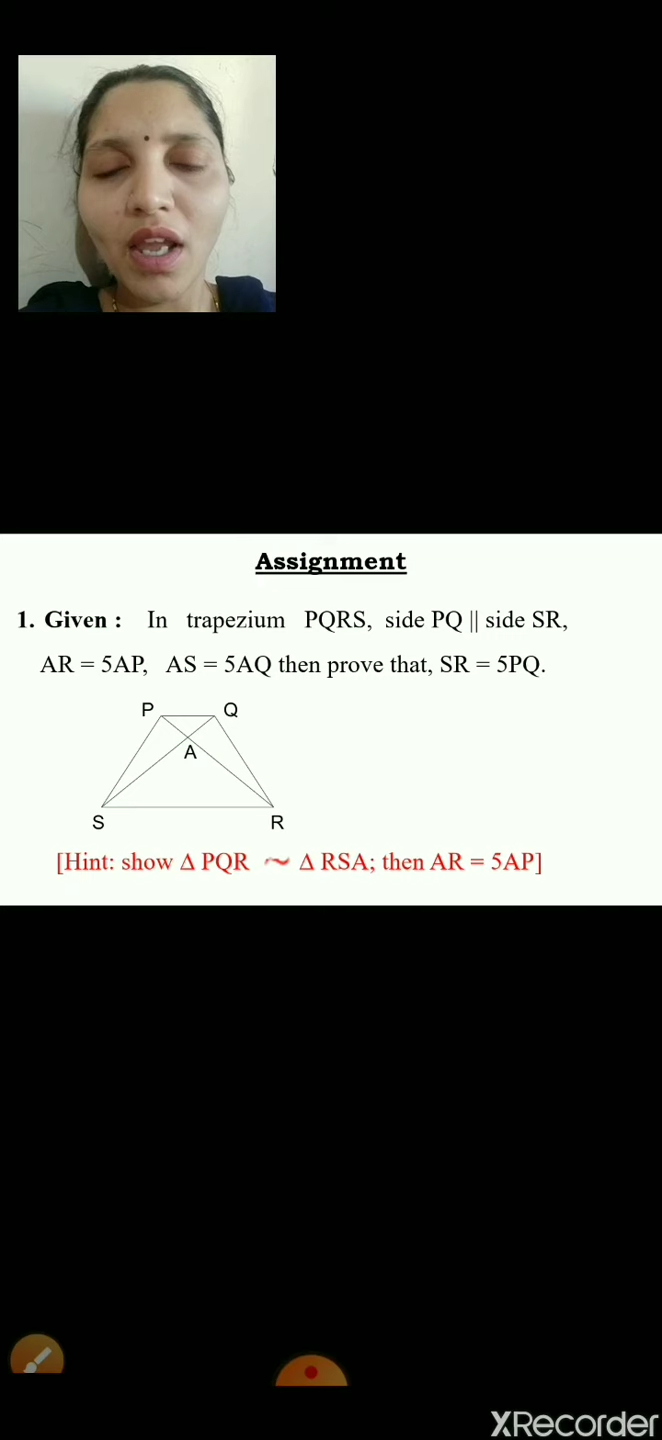 Assignment
1. Given : In trapezium PQRS, side PQ || side SR,
AR = 5AP, AS = 5AQ then prove that, SR = 5PQ.
P Q
A
S R
[Hint: show Δ PQR ~ Δ RSA; then AR = 5AP]
XRecorder